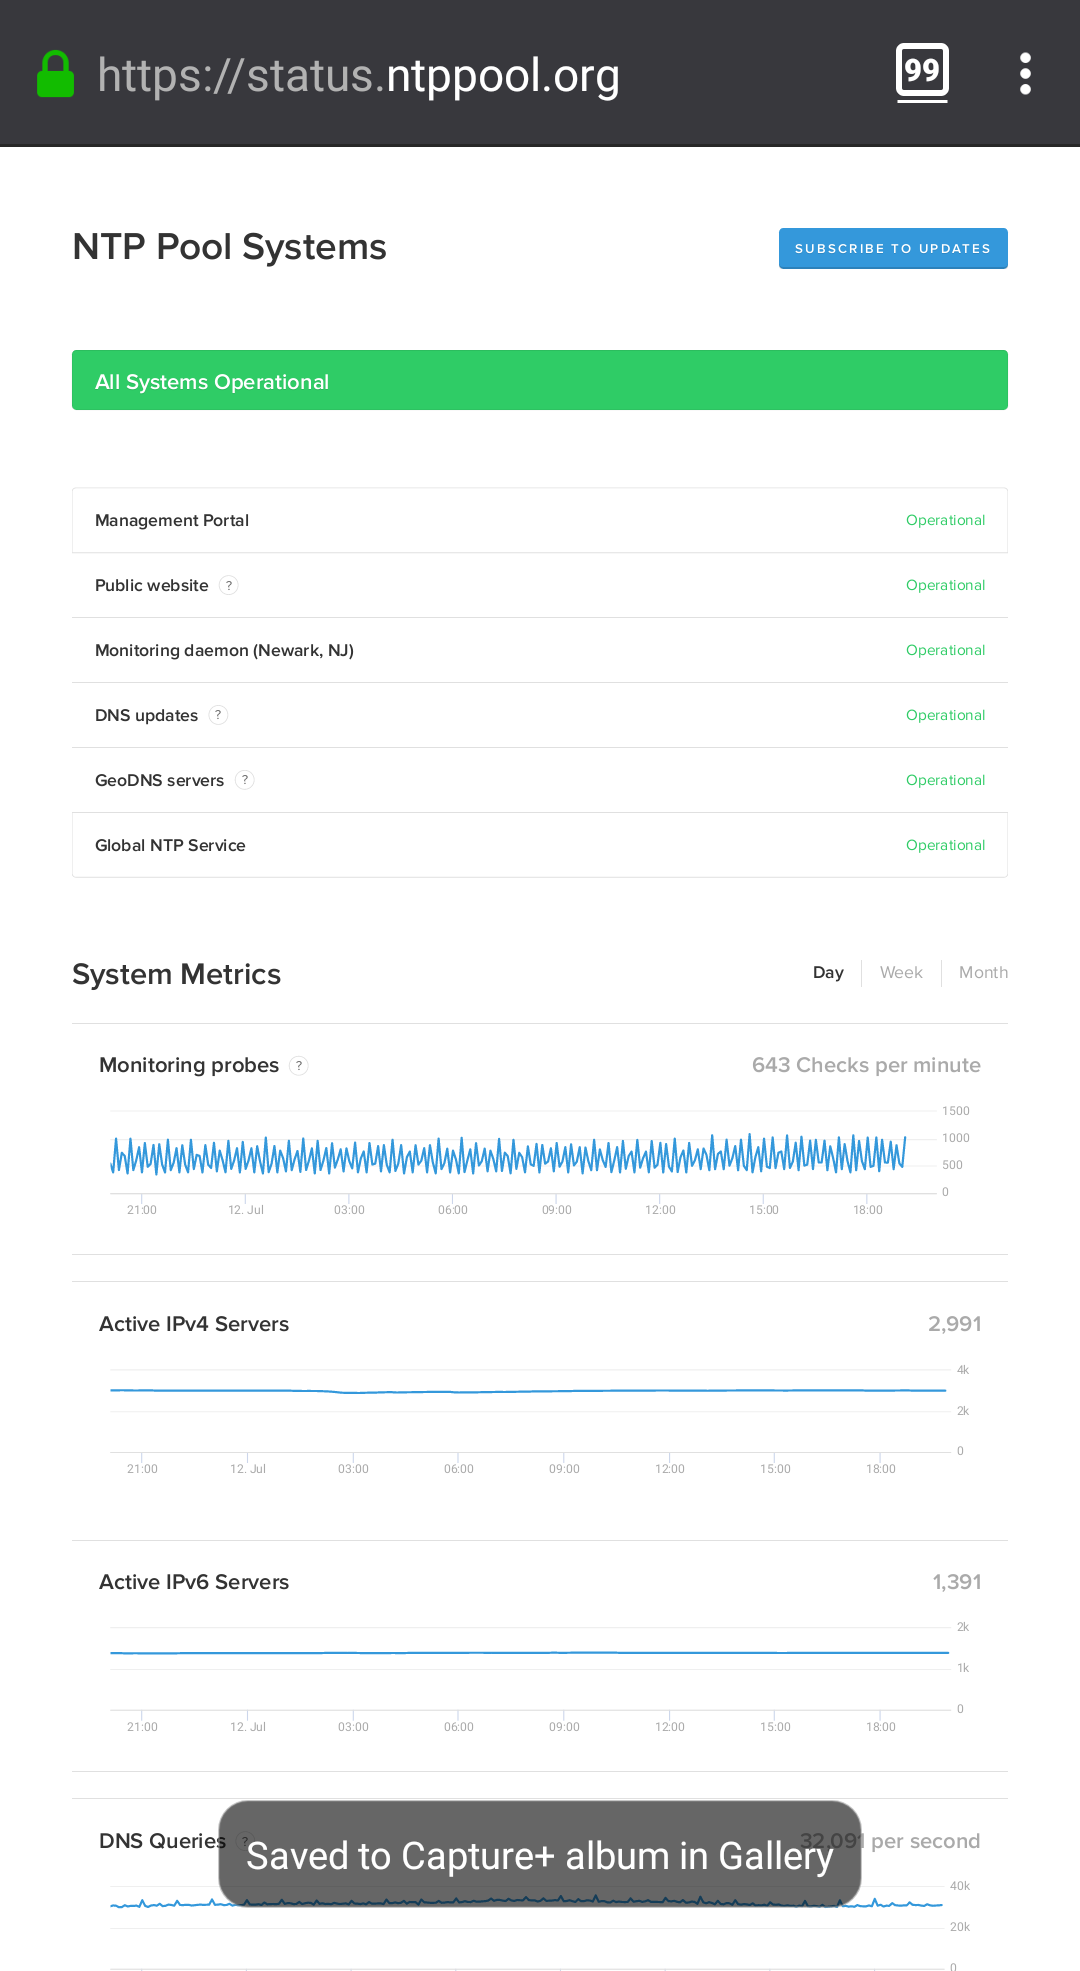 https://status.ntppool.org 99
NTP Pool Systems
SUBSCRIBE TO UPDATES
All Systems Operational
Management Portal Operational
Public website ? Operational
Monitoring daemon (Newark, NJ) Operational
DNS updates ? Operational
GeoDNS servers ? Operational
Global NTP Service Operational
System Metrics
Day Week Month
Monitoring probes ? 643 Checks per minute
1500
1000
500
0
21:00 12. Jul 03:00 06:00 09:00 12:00 15:00 18:00
Active IPv4 Servers 2,991
4k
2k
0
21:00 12. Jul 03:00 06:00 09:00 12:00 15:00 18:00
Active IPv6 Servers 1,391
2k
1k
0
21:00 12. Jul 03:00 06:00 09:00 12:00 15:00 18:00
DNS Queries ? 32,091 per second
Saved to Capture+ album in Gallery
40k
20k
0